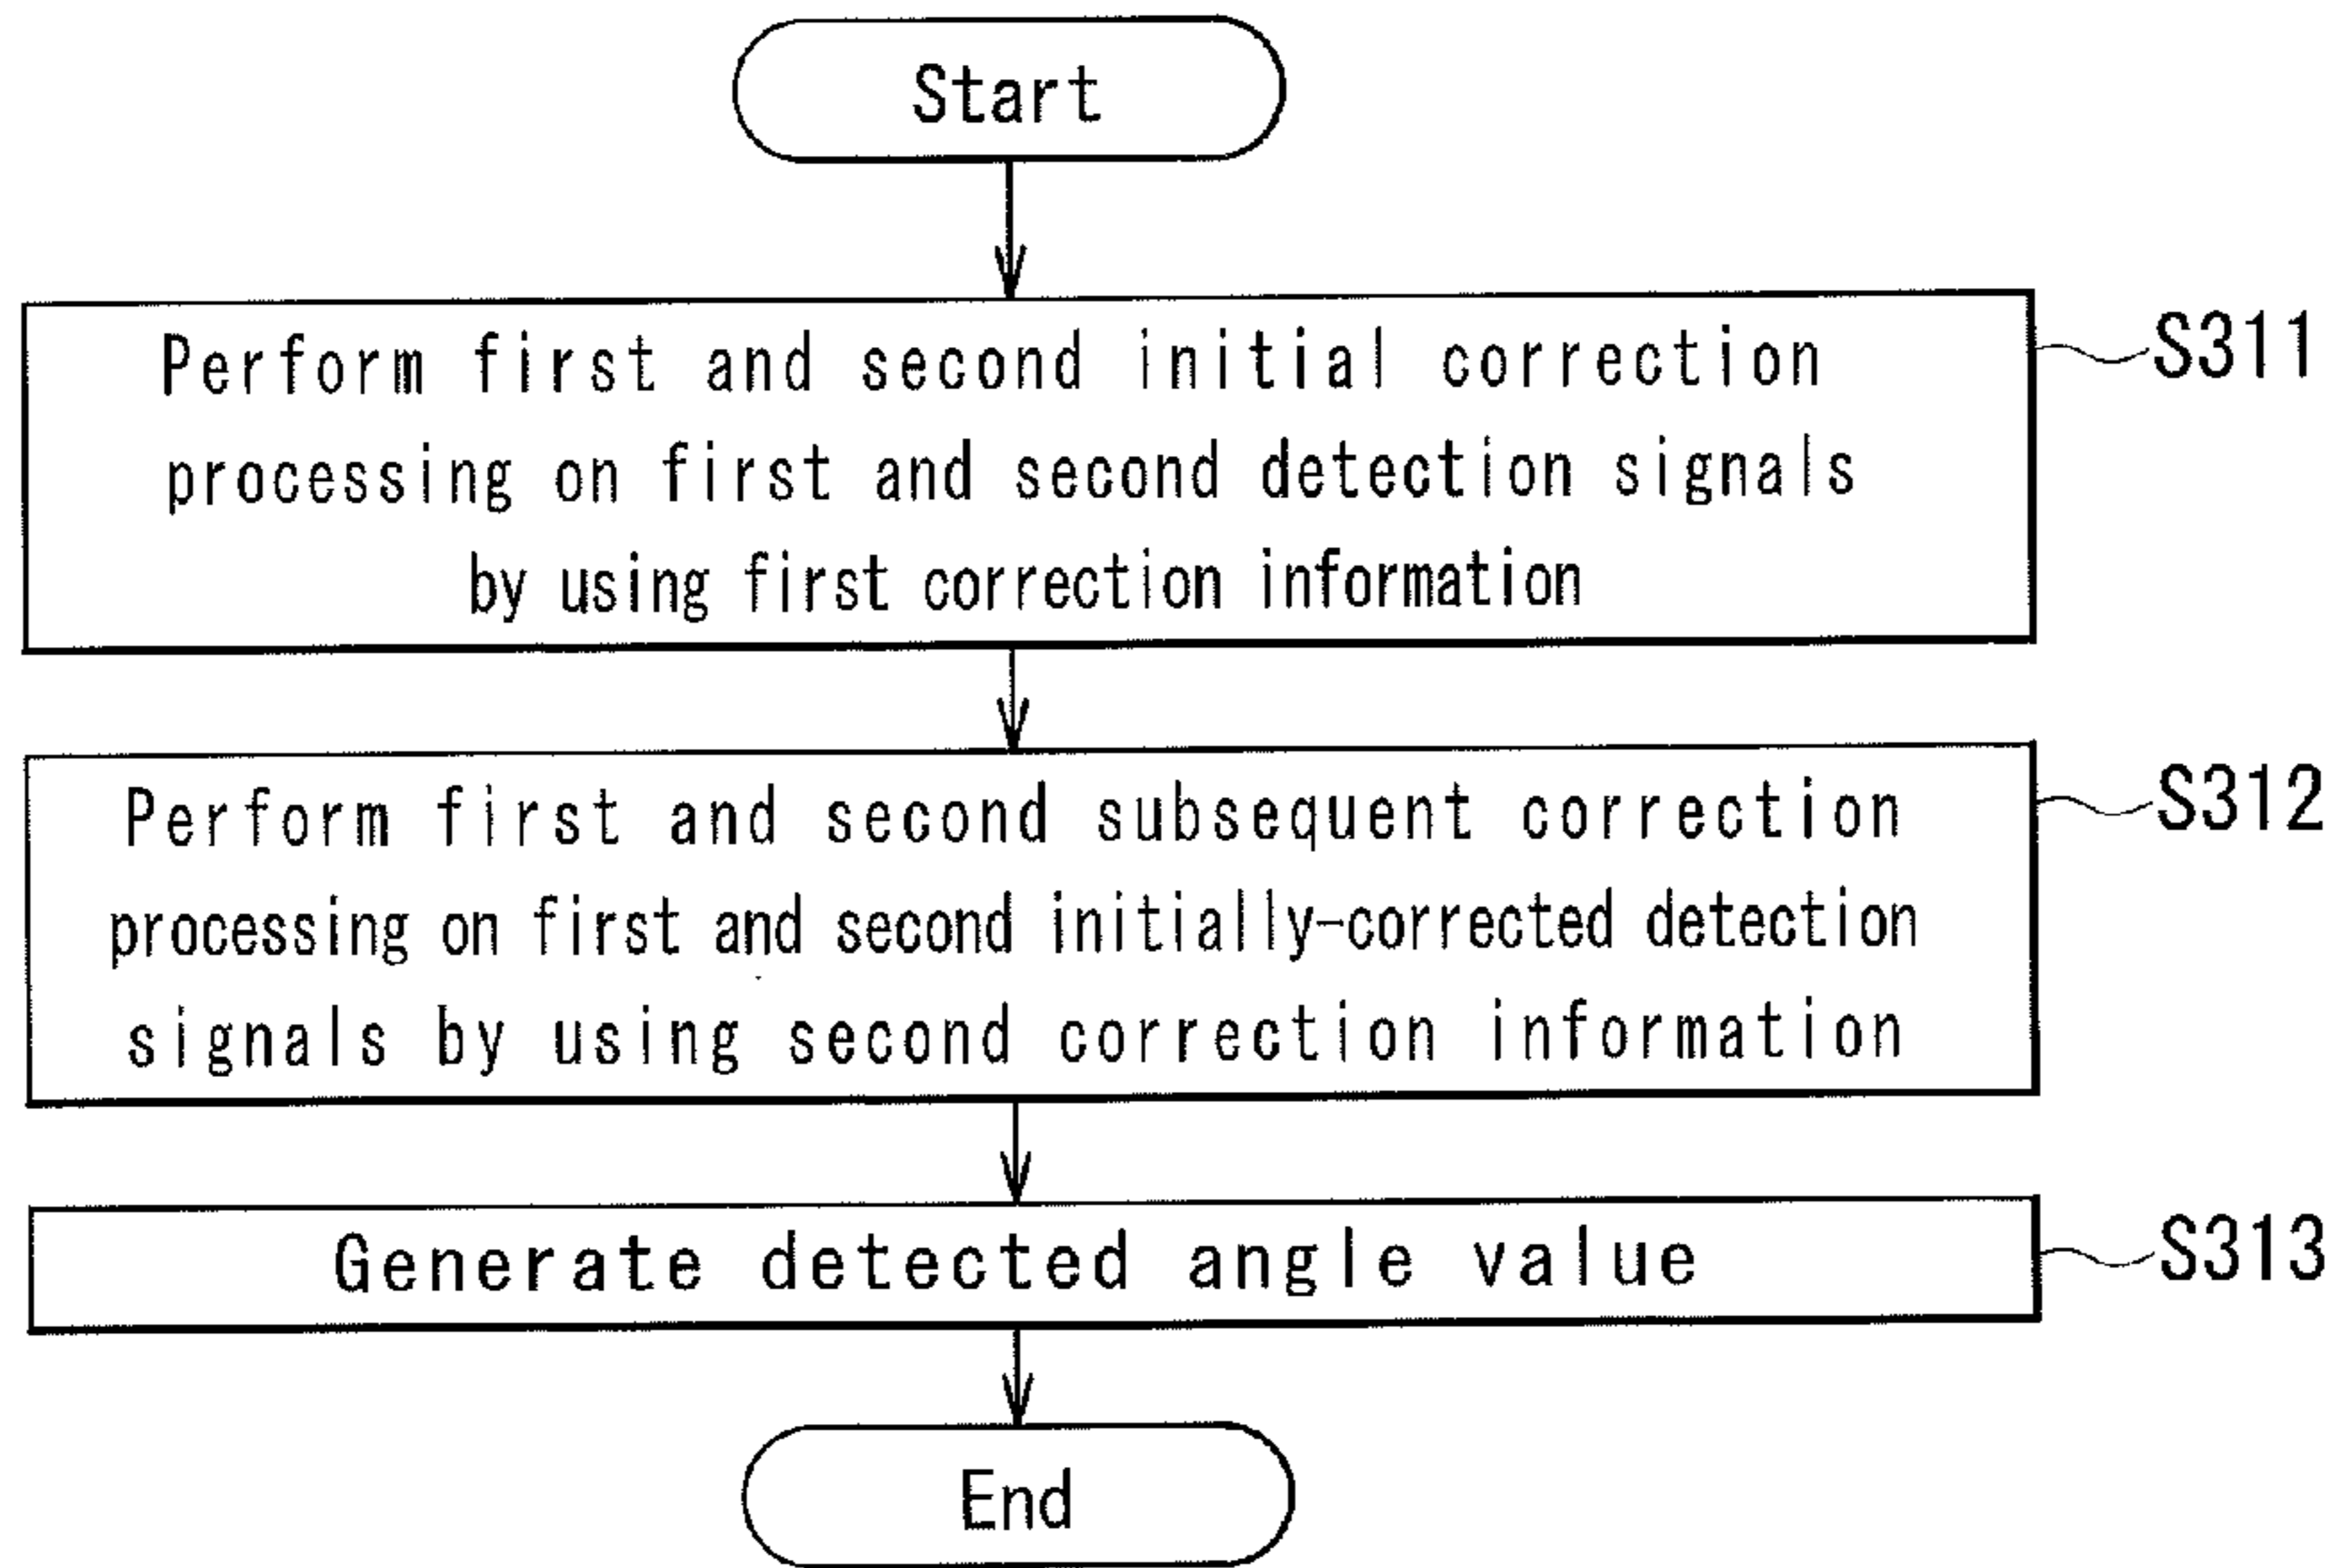 Start
Perform first and second initial correction
processing on first and second detection signals
by using first correction information
S311
Perform first and second subsequent correction
processing on first and second initially-corrected detection
signals by using second correction information
S312
Generate detected angle value
S313
End